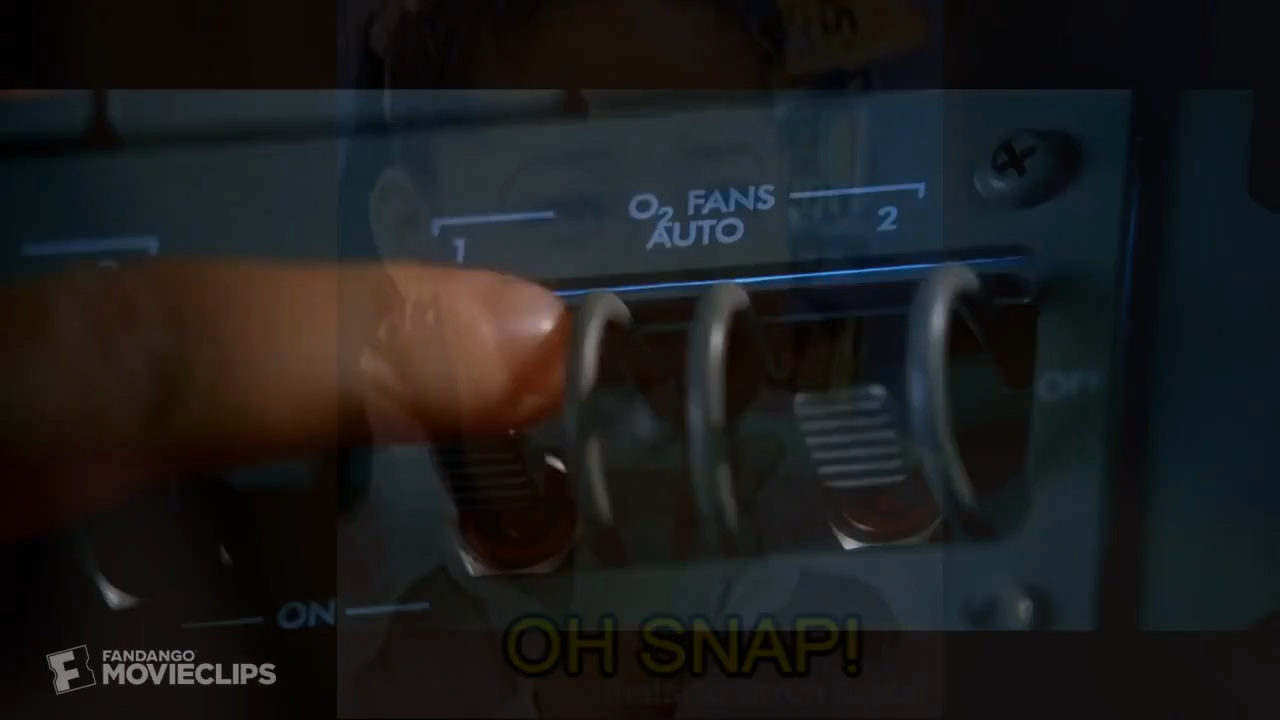 O2 FANS
AUTO
1
2
OFF
ON
OH SNAP!
FANDANGO
MOVIECLIPS